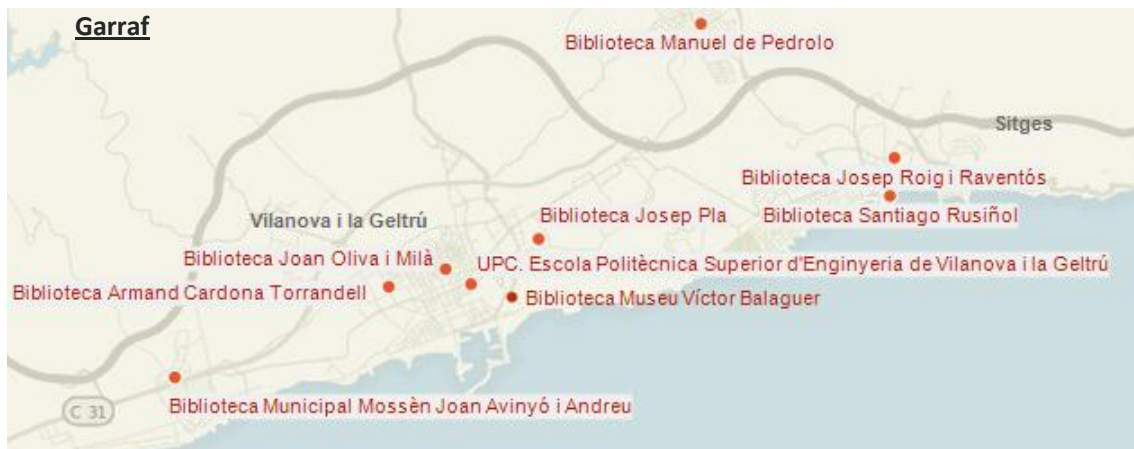 Garraf
Biblioteca Manuel de Pedrolo
Sitges
Biblioteca Josep Roig i Raventós
Biblioteca Josep Pla
Biblioteca Santiago Rusiñol
Vilanova i la Geltrú
Biblioteca Joan Oliva i Milà
UPC. Escola Politècnica Superior d'Enginyeria de Vilanova i la Geltrú
Biblioteca Armand Cardona Torrandell
Biblioteca Museu Víctor Balaguer
C 31
Biblioteca Municipal Mossèn Joan Avinyó i Andreu